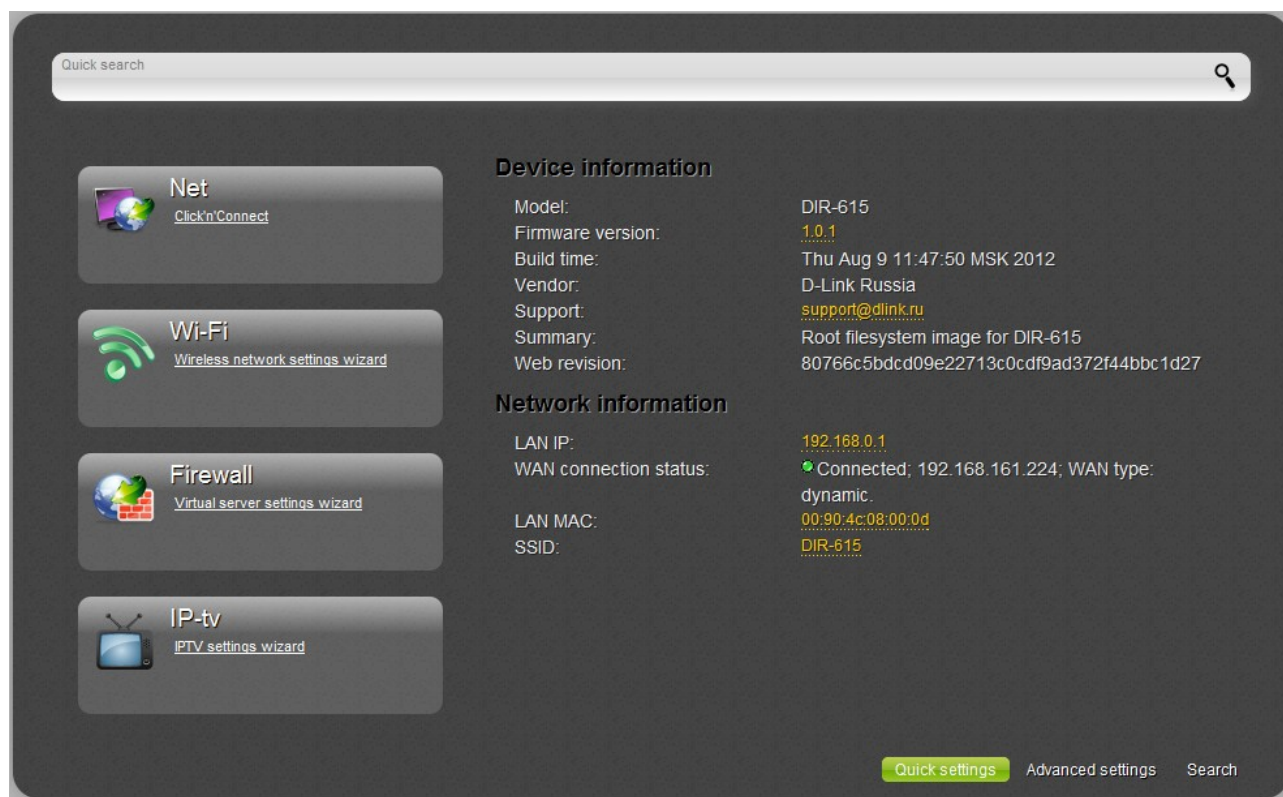 Quick search
Net
Click'n'Connect
Wi-Fi
Wireless network settings wizard
Firewall
Virtual server settings wizard
IP-tv
IPTV settings wizard
Device information
Model: DIR-615
Firmware version: 1.0.1
Build time: Thu Aug 9 11:47:50 MSK 2012
Vendor: D-Link Russia
Support: support@dlink.ru
Summary: Root filesystem image for DIR-615
Web revision: 80766c5bdcd09e22713c0cdf9ad372f44bbc1d27
Network information
LAN IP: 192.168.0.1
WAN connection status: Connected; 192.168.161.224; WAN type:
dynamic.
LAN MAC: 00:90:4c:08:00:0d
SSID: DIR-615
Quick settings Advanced settings Search